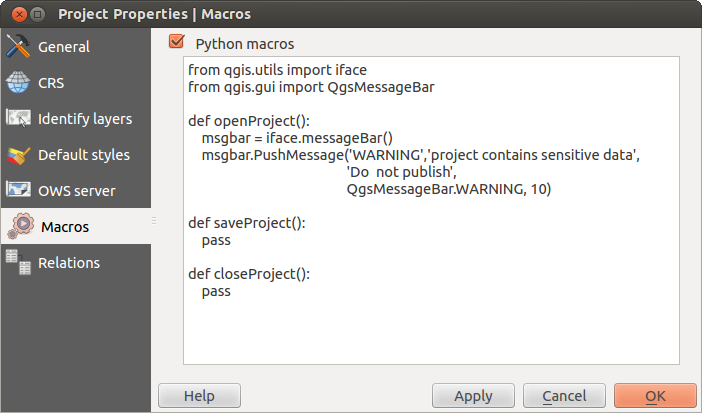 Project Properties | Macros
General
CRS
Identify layers
Default styles
OWS server
Macros
Relations
Python macros
from qgis.utils import iface
from qgis.gui import QgsMessageBar
def openProject():
msgbar = iface.messageBar()
msgbar.PushMessage('WARNING','project contains sensitive data',
'Do  not publish',
QgsMessageBar.WARNING, 10)
def saveProject():
pass
def closeProject():
pass
Help
Apply
Cancel
OK